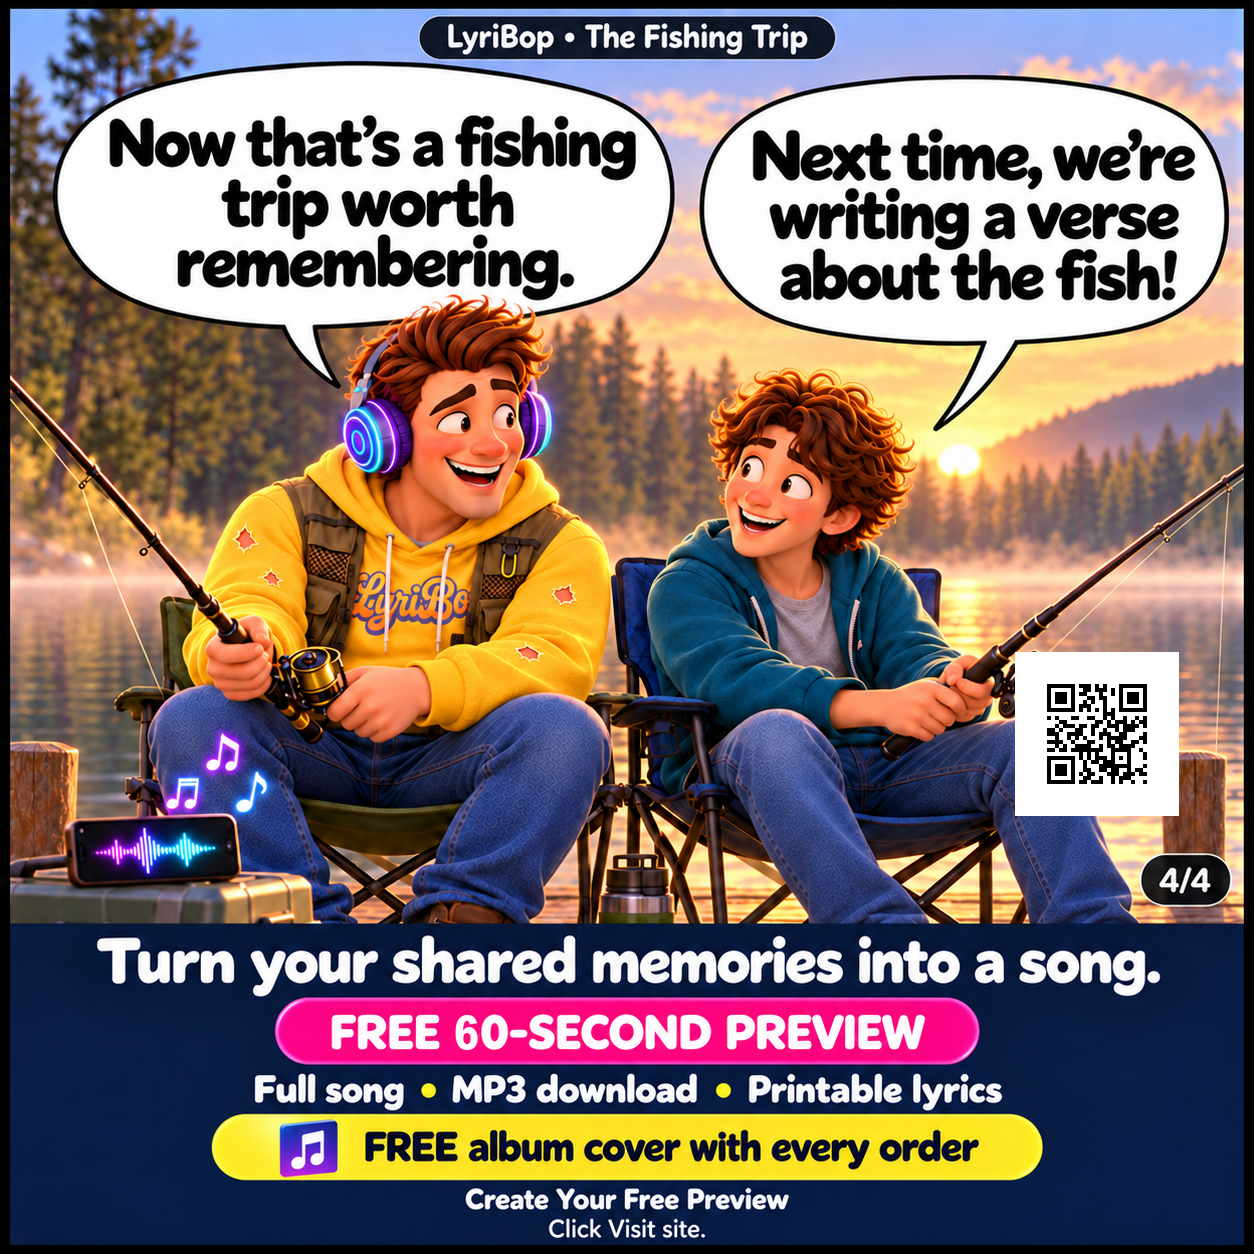 LyriBop • The Fishing Trip
Now that's a fishing
trip worth
remembering.
Next time, we're
writing a verse
about the fish!
LyriBo
4/4
Turn your shared memories into a song.
FREE 60-SECOND PREVIEW
Full song • MP3 download • Printable lyrics
FREE album cover with every order
Create Your Free Preview
Click Visit site.